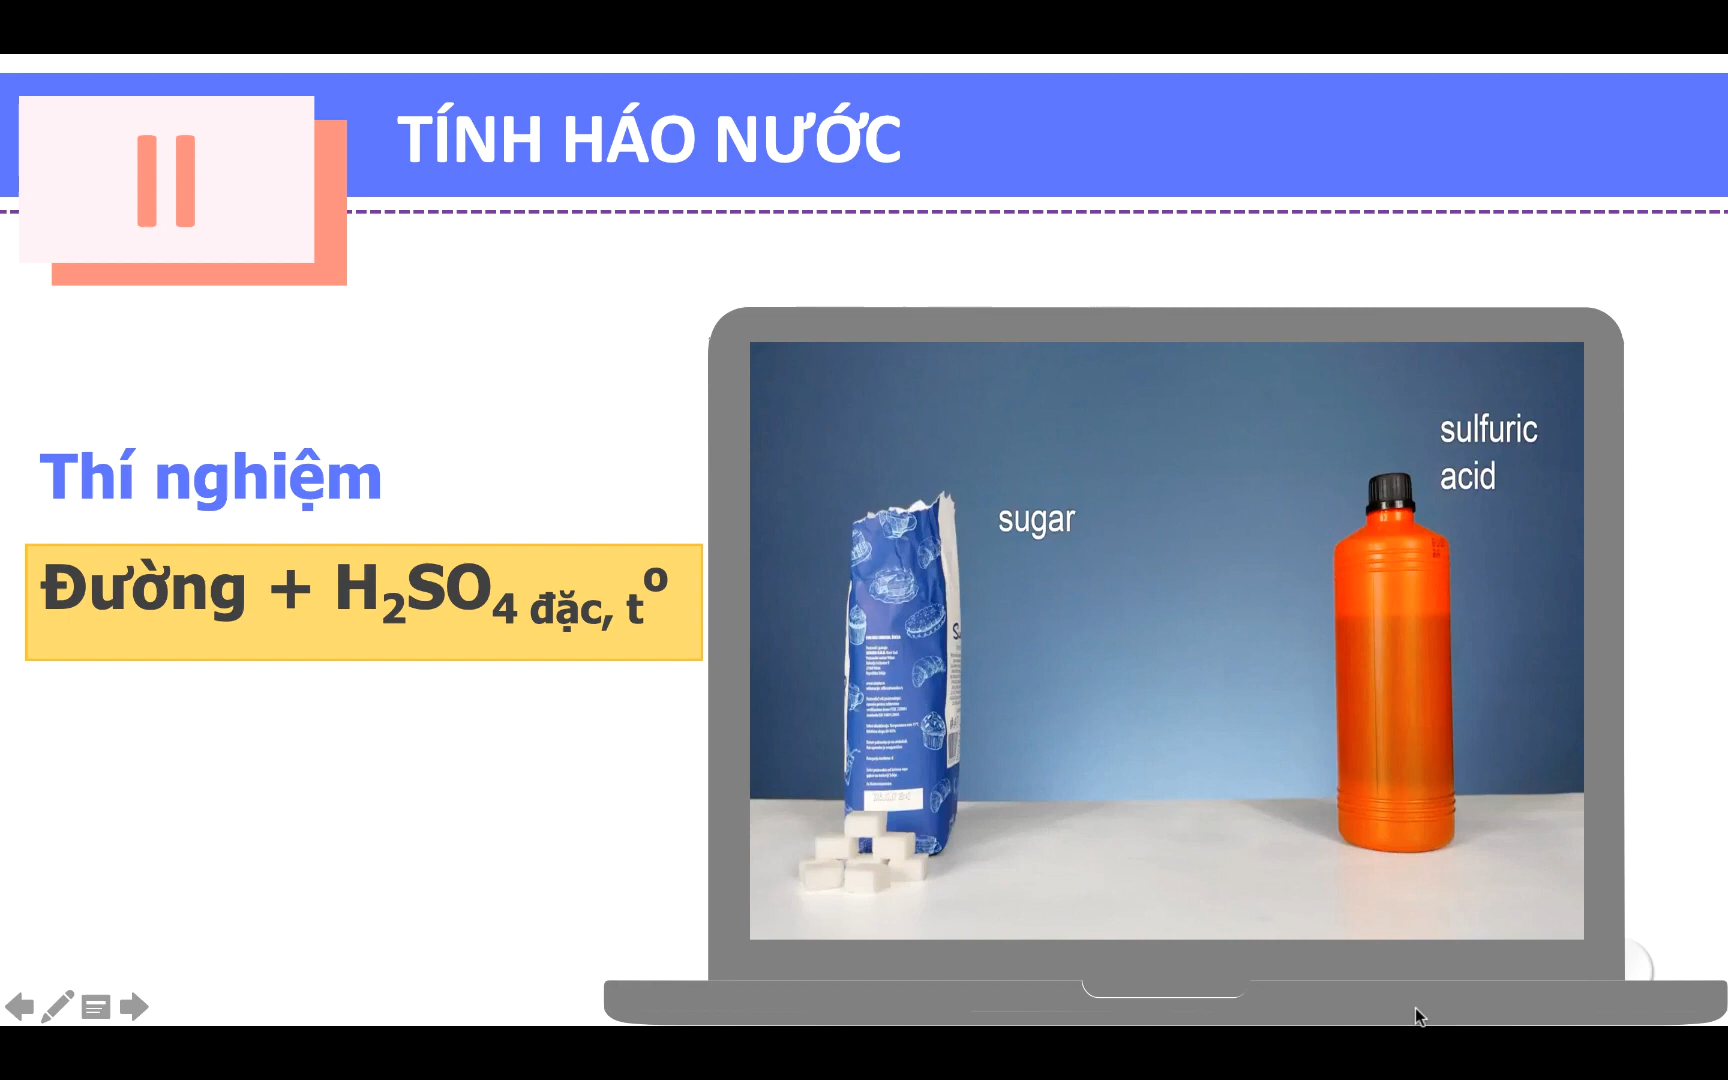 II
TÍNH HÁO NƯỚC
Thí nghiệm
Đường + H₂SO₄ đặc, tº
sugar
sulfuric
acid